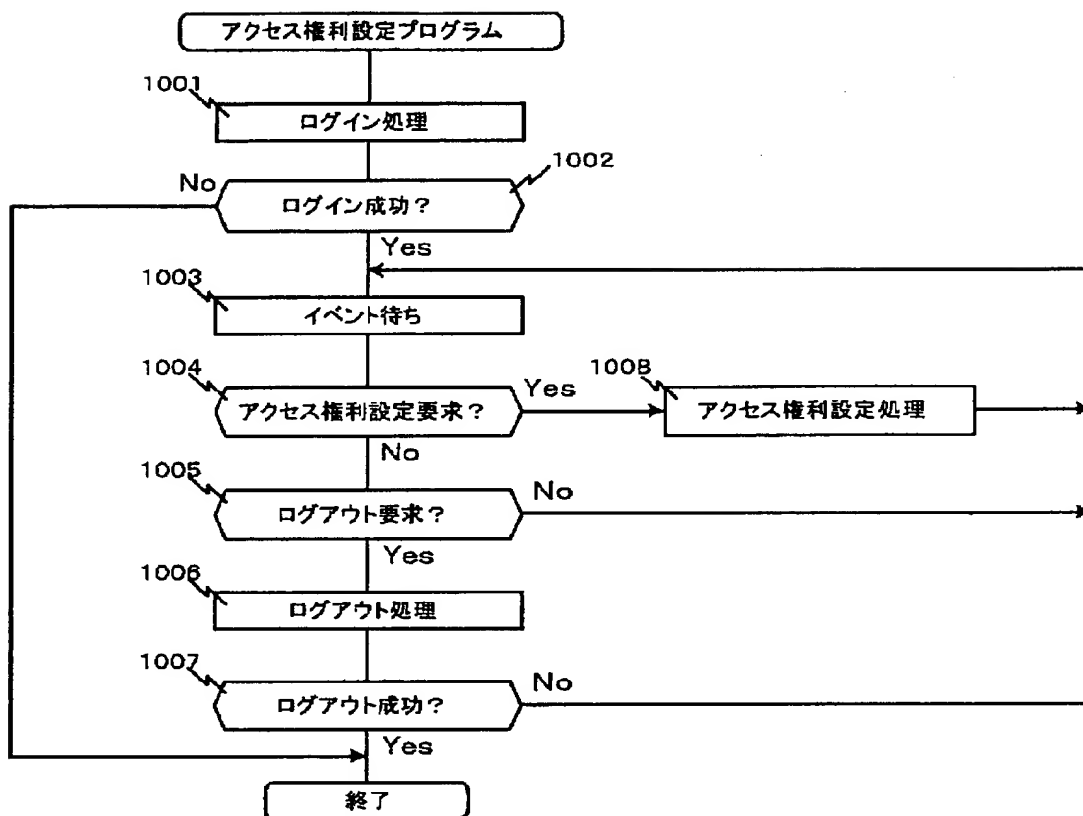 アクセス権利設定プログラム
1001
ログイン処理
1002
No
ログイン成功?
Yes
1003
イベント待ち
1004
アクセス権利設定要求?
Yes
1008
アクセス権利設定処理
No
1005
ログアウト要求?
No
Yes
1006
ログアウト処理
1007
ログアウト成功?
No
Yes
終了